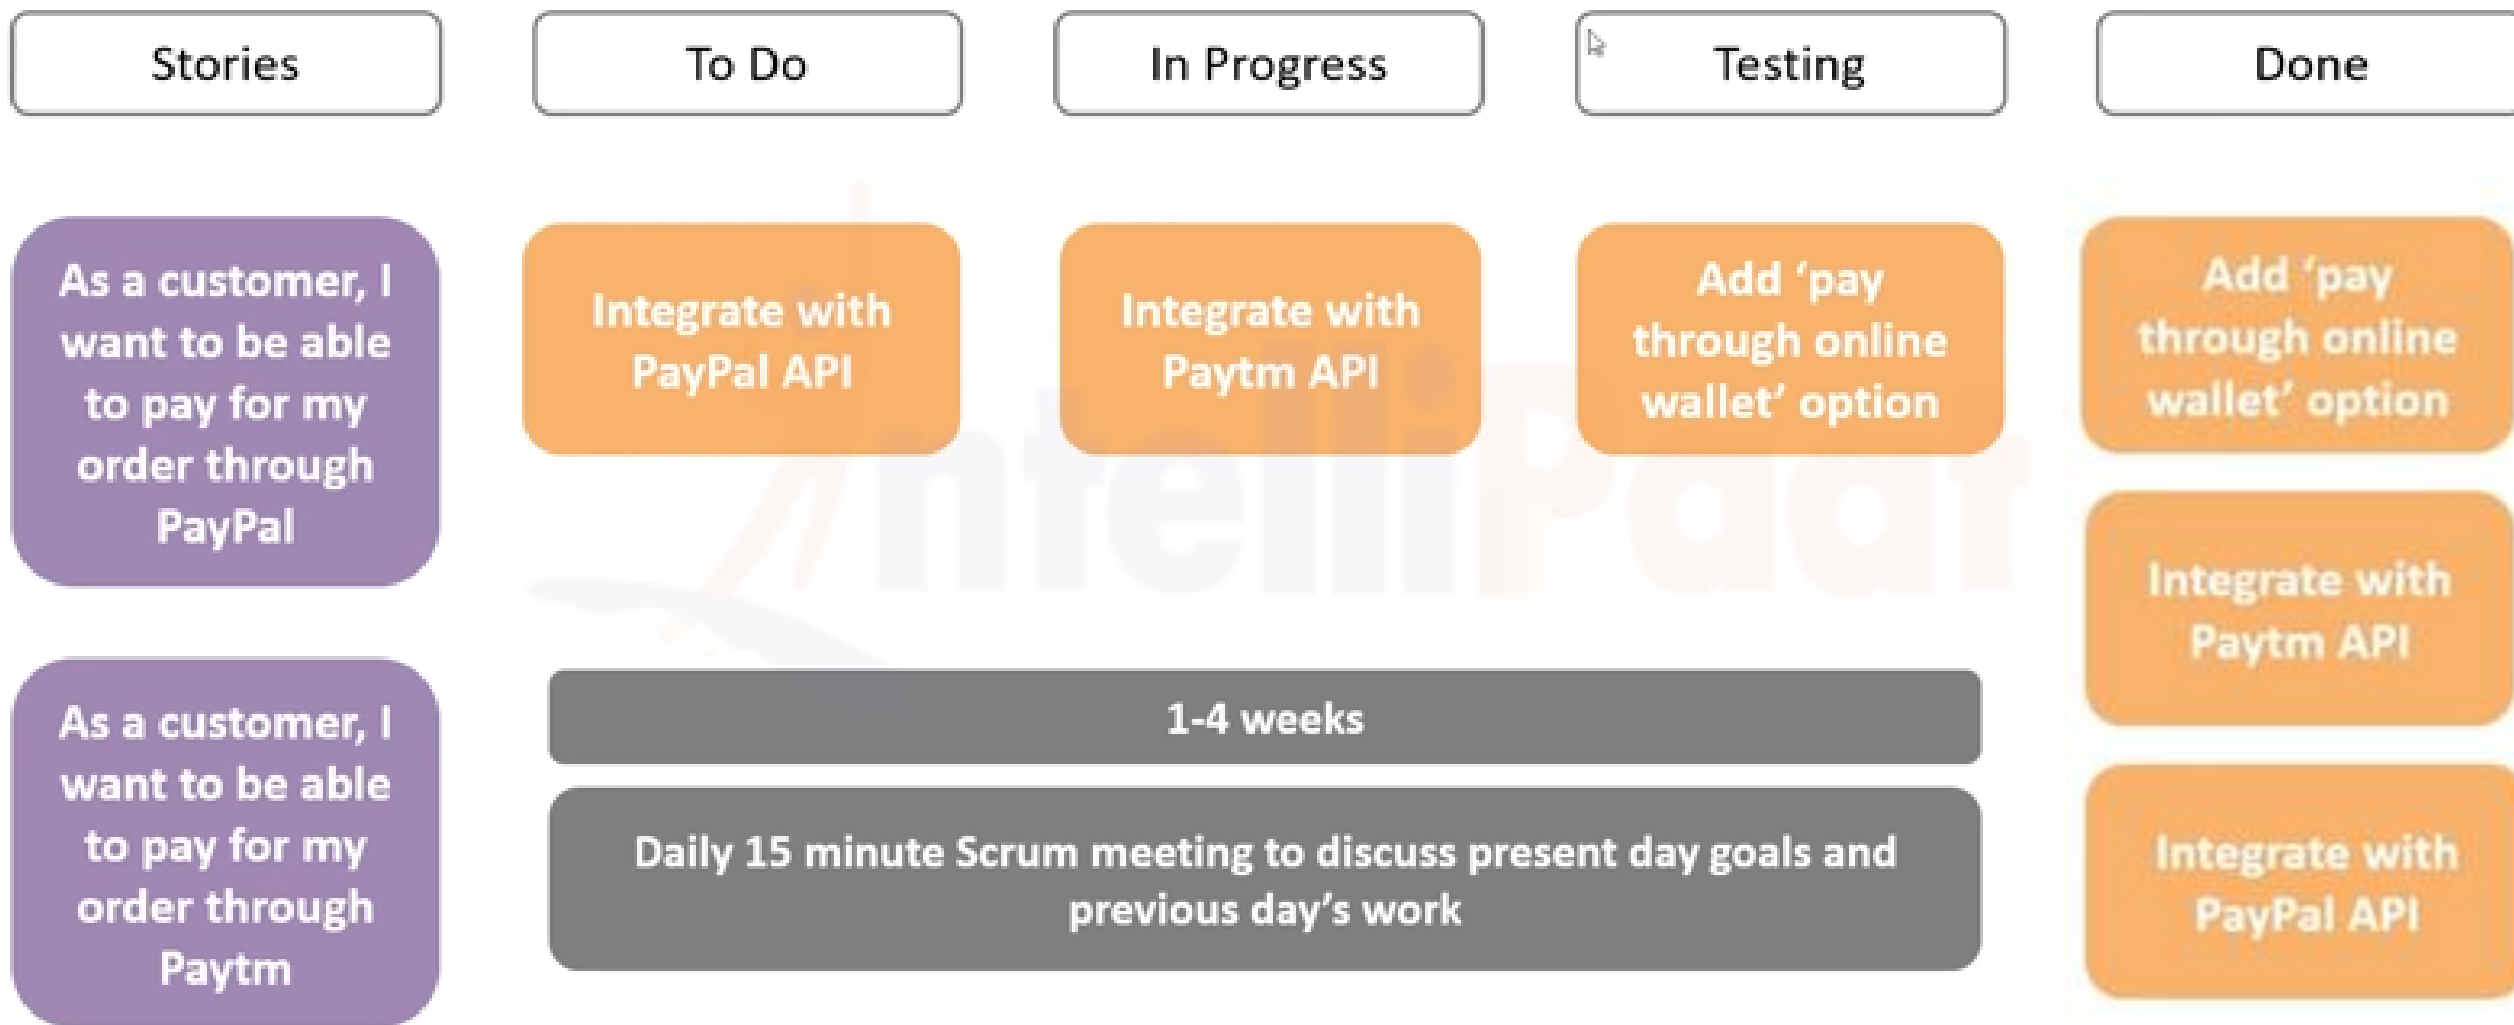 Stories
To Do
In Progress
Testing
Done
As a customer, I
want to be able
to pay for my
order through
PayPal
Integrate with
PayPal API
Integrate with
Paytm API
Add ‘pay
through online
wallet’ option
Add ‘pay
through online
wallet’ option
Integrate with
Paytm API
Integrate with
PayPal API
As a customer, I
want to be able
to pay for my
order through
Paytm
1-4 weeks
Daily 15 minute Scrum meeting to discuss present day goals and
previous day’s work
IntelliPaat